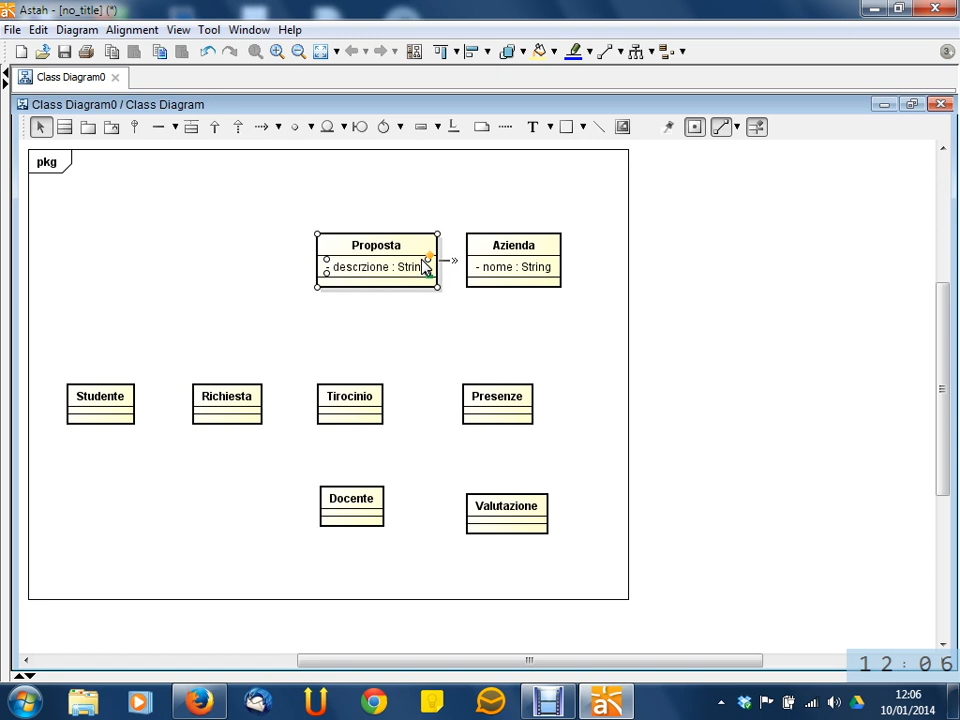 Astah - [no_title] (*)
File Edit Diagram Alignment View Tool Window Help
3
Class Diagram0
Class Diagram0 / Class Diagram
T
pkg
Proposta
Azienda
- descrzione : Strin
- nome : String
Studente
Richiesta
Tirocinio
Presenze
Docente
Valutazione
12:06
12:06
10/01/2014